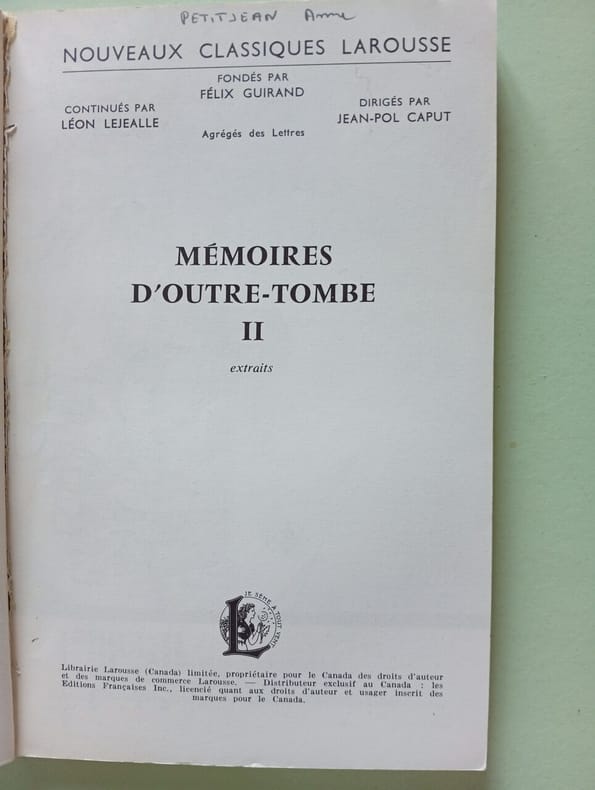 PETITJEAN Anne
NOUVEAUX CLASSIQUES LAROUSSE
FONDÉS PAR
FÉLIX GUIRAND
CONTINUÉS PAR
LÉON LEJEALLE
DIRIGÉS PAR
JEAN-POL CAPUT
Agrégés des Lettres
MÉMOIRES
D'OUTRE-TOMBE
II
extraits
JE SÈME À TOUT VENT
L
Librairie Larousse (Canada) limitée, propriétaire pour le Canada des droits d'auteur
et des marques de commerce Larousse. — Distributeur exclusif au Canada : les
Editions Françaises Inc., licencié quant aux droits d'auteur et usager inscrit des
marques pour le Canada.